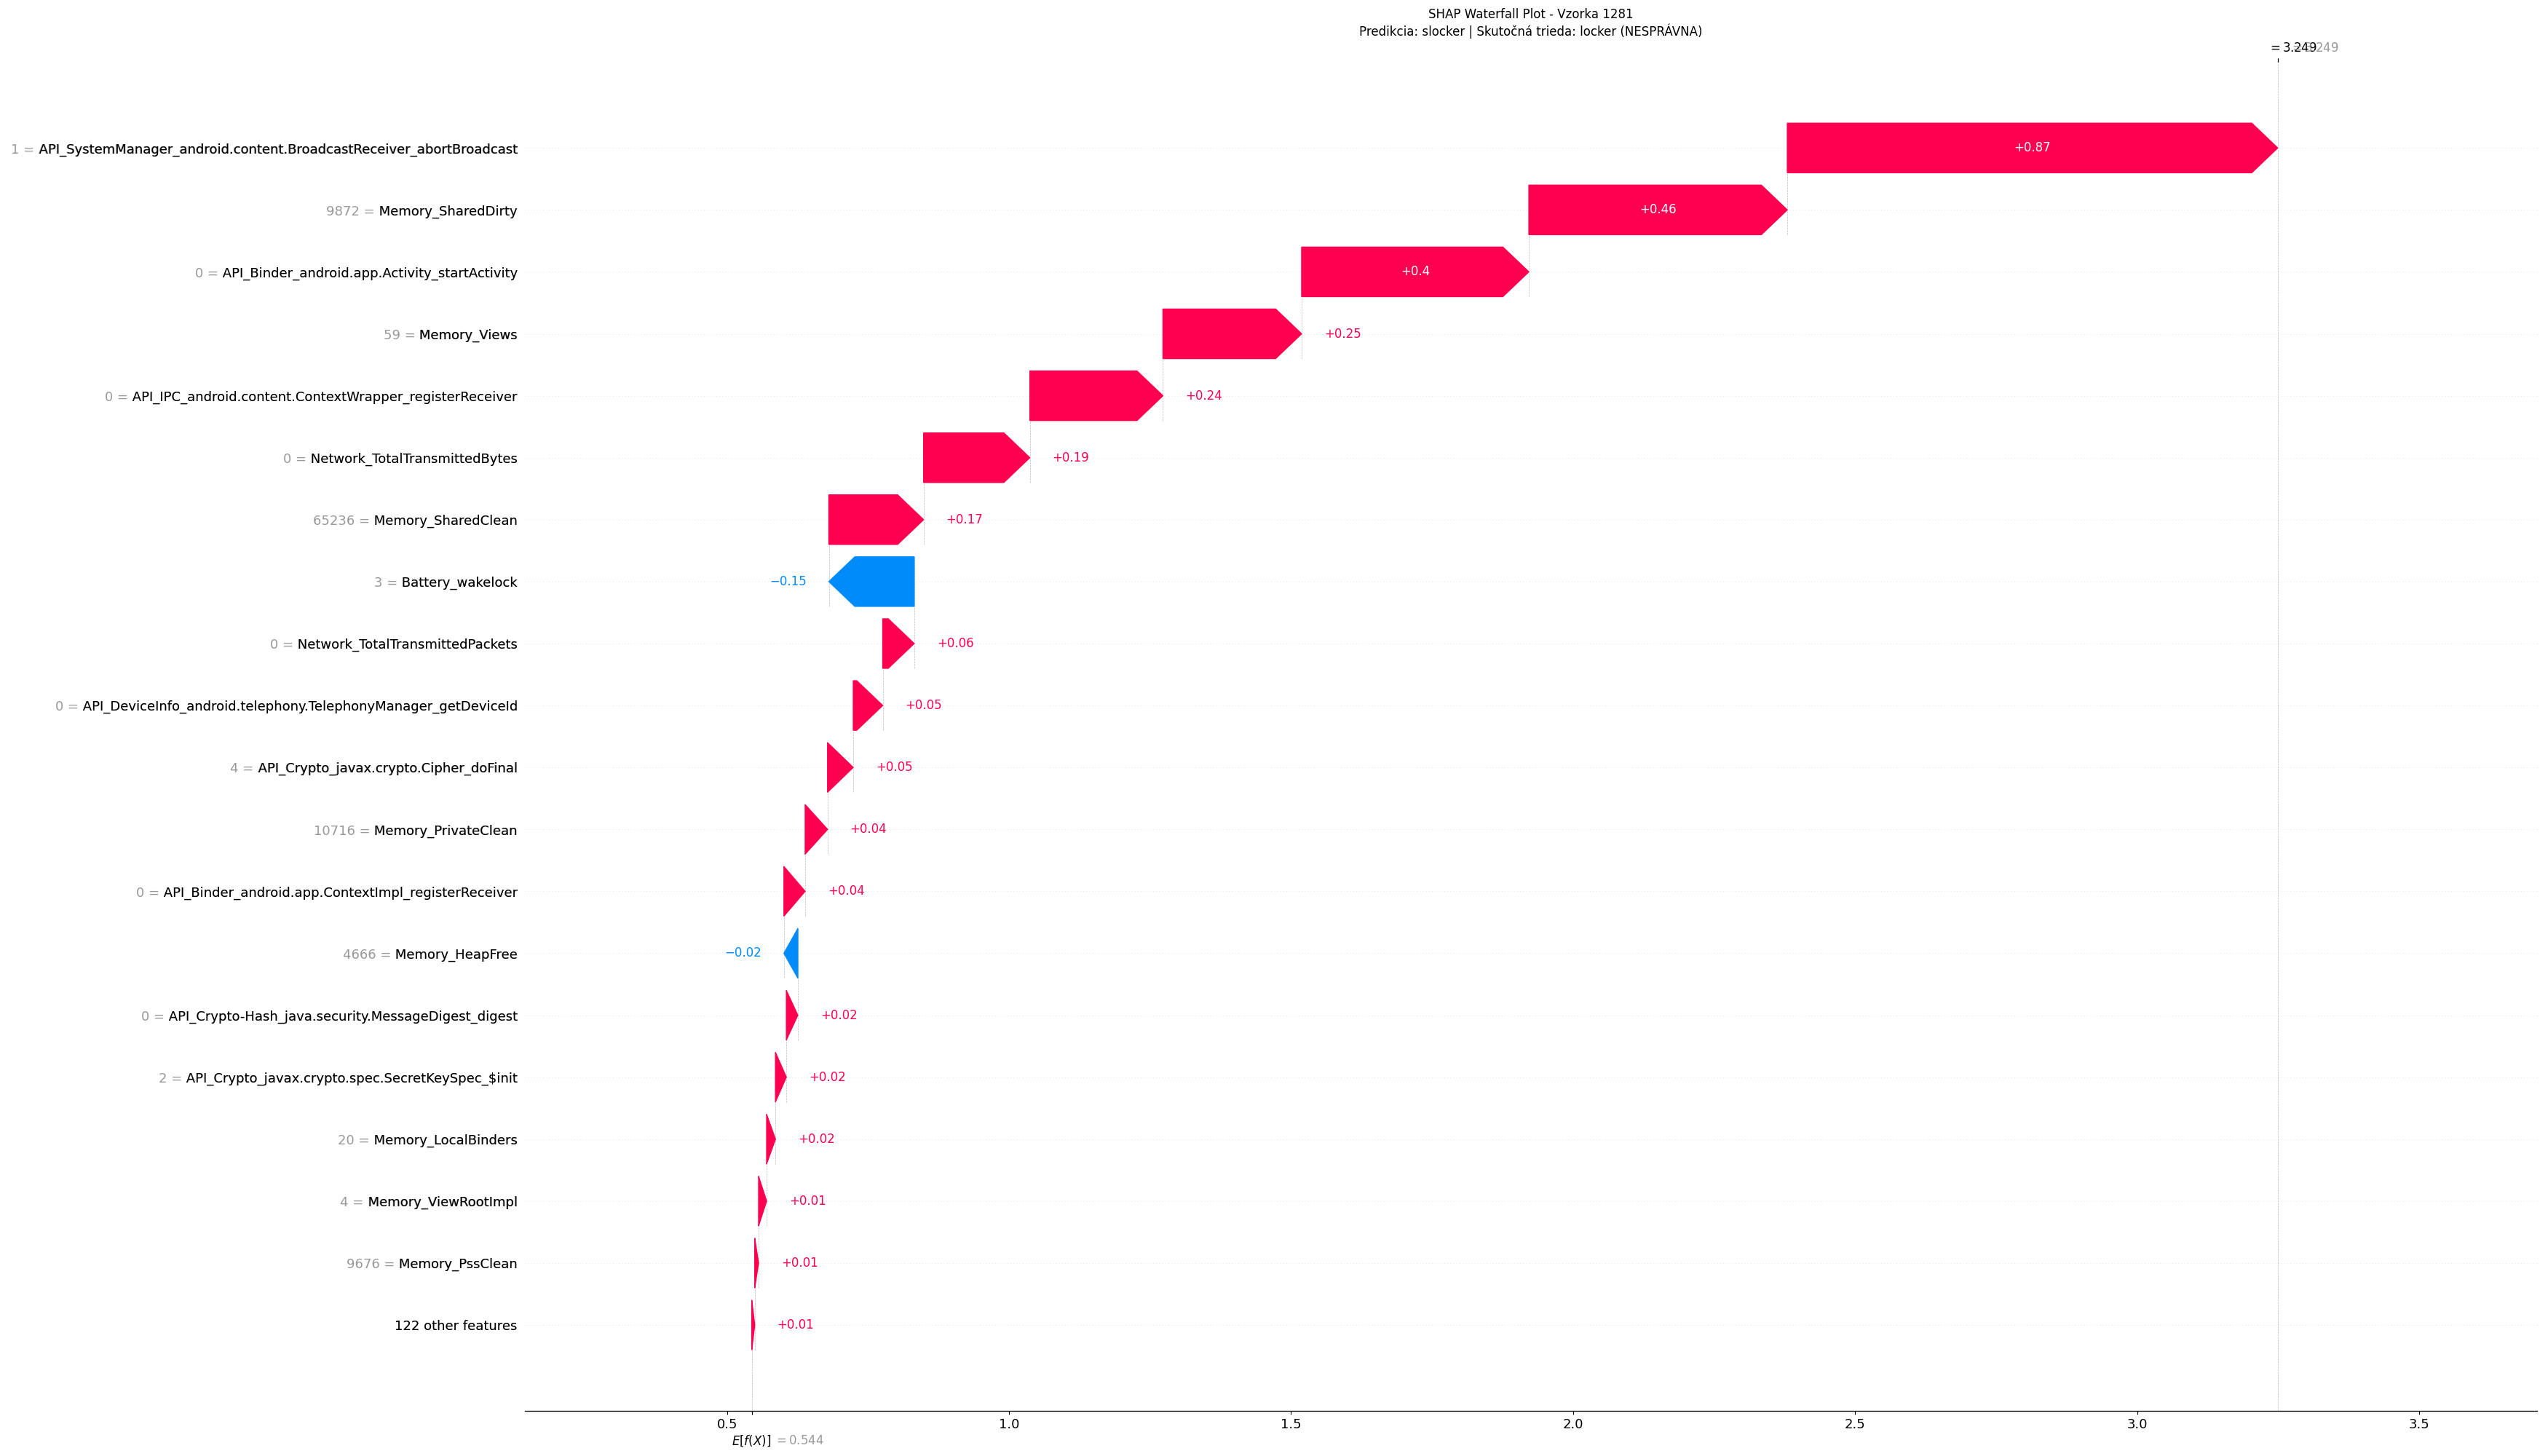 SHAP Waterfall Plot - Vzorka 1281
Predikcia: slocker | Skutočná trieda: locker (NESPRÁVNA)
= 3.249
1 = API_SystemManager_android.content.BroadcastReceiver_abortBroadcast
+0.87
9872 = Memory_SharedDirty
+0.46
0 = API_Binder_android.app.Activity_startActivity
+0.4
59 = Memory_Views
+0.25
0 = API_IPC_android.content.ContextWrapper_registerReceiver
+0.24
0 = Network_TotalTransmittedBytes
+0.19
65236 = Memory_SharedClean
+0.17
3 = Battery_wakelock
−0.15
0 = Network_TotalTransmittedPackets
+0.06
0 = API_DeviceInfo_android.telephony.TelephonyManager_getDeviceId
+0.05
4 = API_Crypto_javax.crypto.Cipher_doFinal
+0.05
10716 = Memory_PrivateClean
+0.04
0 = API_Binder_android.app.ContextImpl_registerReceiver
+0.04
4666 = Memory_HeapFree
−0.02
0 = API_Crypto-Hash_java.security.MessageDigest_digest
+0.02
2 = API_Crypto_javax.crypto.spec.SecretKeySpec_$init
+0.02
20 = Memory_LocalBinders
+0.02
4 = Memory_ViewRootImpl
+0.01
9676 = Memory_PssClean
+0.01
122 other features
+0.01
0.5 1.0 1.5 2.0 2.5 3.0 3.5
E[f(X)] = 0.544